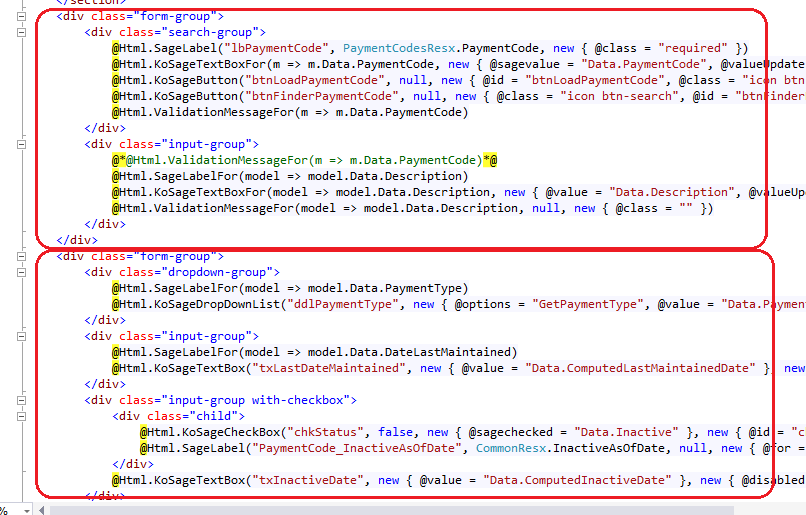 </section>
<div class="form-group">
<div class="search-group">
@Html.SageLabel("lbPaymentCode", PaymentCodesResx.PaymentCode, new { @class = "required" })
@Html.KoSageTextBoxFor(m => m.Data.PaymentCode, new { @sagevalue = "Data.PaymentCode", @valueUpdate
@Html.KoSageButton("btnLoadPaymentCode", null, new { @id = "btnLoadPaymentCode", @class = "icon btn
@Html.KoSageButton("btnFinderPaymentCode", null, new { @class = "icon btn-search", @id = "btnFinder
@Html.ValidationMessageFor(m => m.Data.PaymentCode)
</div>
<div class="input-group">
@*@Html.ValidationMessageFor(m => m.Data.PaymentCode)*@
@Html.SageLabelFor(model => model.Data.Description)
@Html.KoSageTextBoxFor(model => model.Data.Description, new { @value = "Data.Description", @valueUp
@Html.ValidationMessageFor(model => model.Data.Description, null, new { @class = "" })
</div>
</div>
<div class="form-group">
<div class="dropdown-group">
@Html.SageLabelFor(model => model.Data.PaymentType)
@Html.KoSageDropDownList("ddlPaymentType", new { @options = "GetPaymentType", @value = "Data.Paymen
</div>
<div class="input-group">
@Html.SageLabelFor(model => model.Data.DateLastMaintained)
@Html.KoSageTextBox("txLastDateMaintained", new { @value = "Data.ComputedLastMaintainedDate" }, new
</div>
<div class="input-group with-checkbox">
<div class="child">
@Html.KoSageCheckBox("chkStatus", false, new { @sagechecked = "Data.Inactive" }, new { @id = "c
@Html.SageLabel("PaymentCode_InactiveAsOfDate", CommonResx.InactiveAsOfDate, null, new { @for =
</div>
@Html.KoSageTextBox("txInactiveDate", new { @value = "Data.ComputedInactiveDate" }, new { @disabled
</div>
%